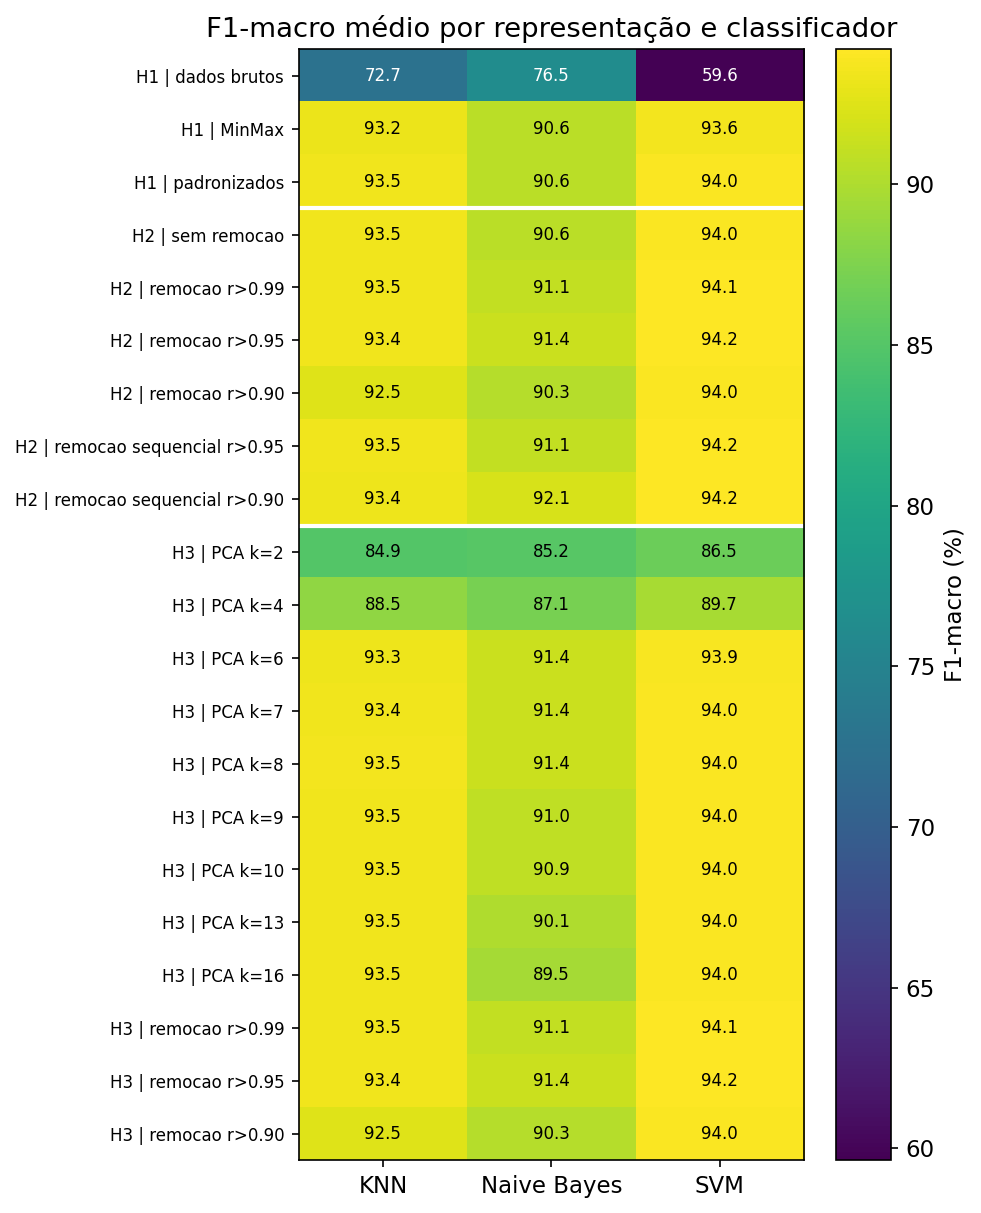 F1-macro médio por representação e classificador
H1 | dados brutos 72.7 76.5 59.6
H1 | MinMax 93.2 90.6 93.6
H1 | padronizados 93.5 90.6 94.0
H2 | sem remocao 93.5 90.6 94.0
H2 | remocao r>0.99 93.5 91.1 94.1
H2 | remocao r>0.95 93.4 91.4 94.2
H2 | remocao r>0.90 92.5 90.3 94.0
H2 | remocao sequencial r>0.95 93.5 91.1 94.2
H2 | remocao sequencial r>0.90 93.4 92.1 94.2
H3 | PCA k=2 84.9 85.2 86.5
H3 | PCA k=4 88.5 87.1 89.7
H3 | PCA k=6 93.3 91.4 93.9
H3 | PCA k=7 93.4 91.4 94.0
H3 | PCA k=8 93.5 91.4 94.0
H3 | PCA k=9 93.5 91.0 94.0
H3 | PCA k=10 93.5 90.9 94.0
H3 | PCA k=13 93.5 90.1 94.0
H3 | PCA k=16 93.5 89.5 94.0
H3 | remocao r>0.99 93.5 91.1 94.1
H3 | remocao r>0.95 93.4 91.4 94.2
H3 | remocao r>0.90 92.5 90.3 94.0
KNN Naive Bayes SVM
90
85
80
75
70
65
60
F1-macro (%)